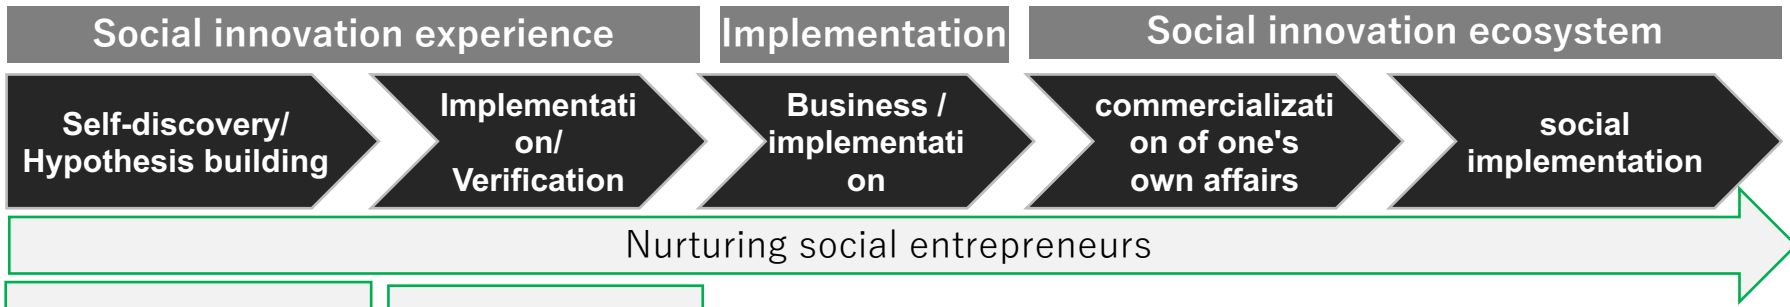 Social innovation experience
Implementation
Social innovation ecosystem
Self-discovery/
Hypothesis building
Implementati
on/
Verification
Business /
implementati
on
commercializati
on of one's
own affairs
social
implementation
Nurturing social entrepreneurs